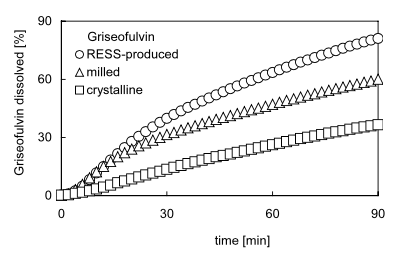 Griseofulvin dissolved [%]
90
60
30
0
Griseofulvin
RESS-produced
milled
crystalline
0 30 60 90
time [min]